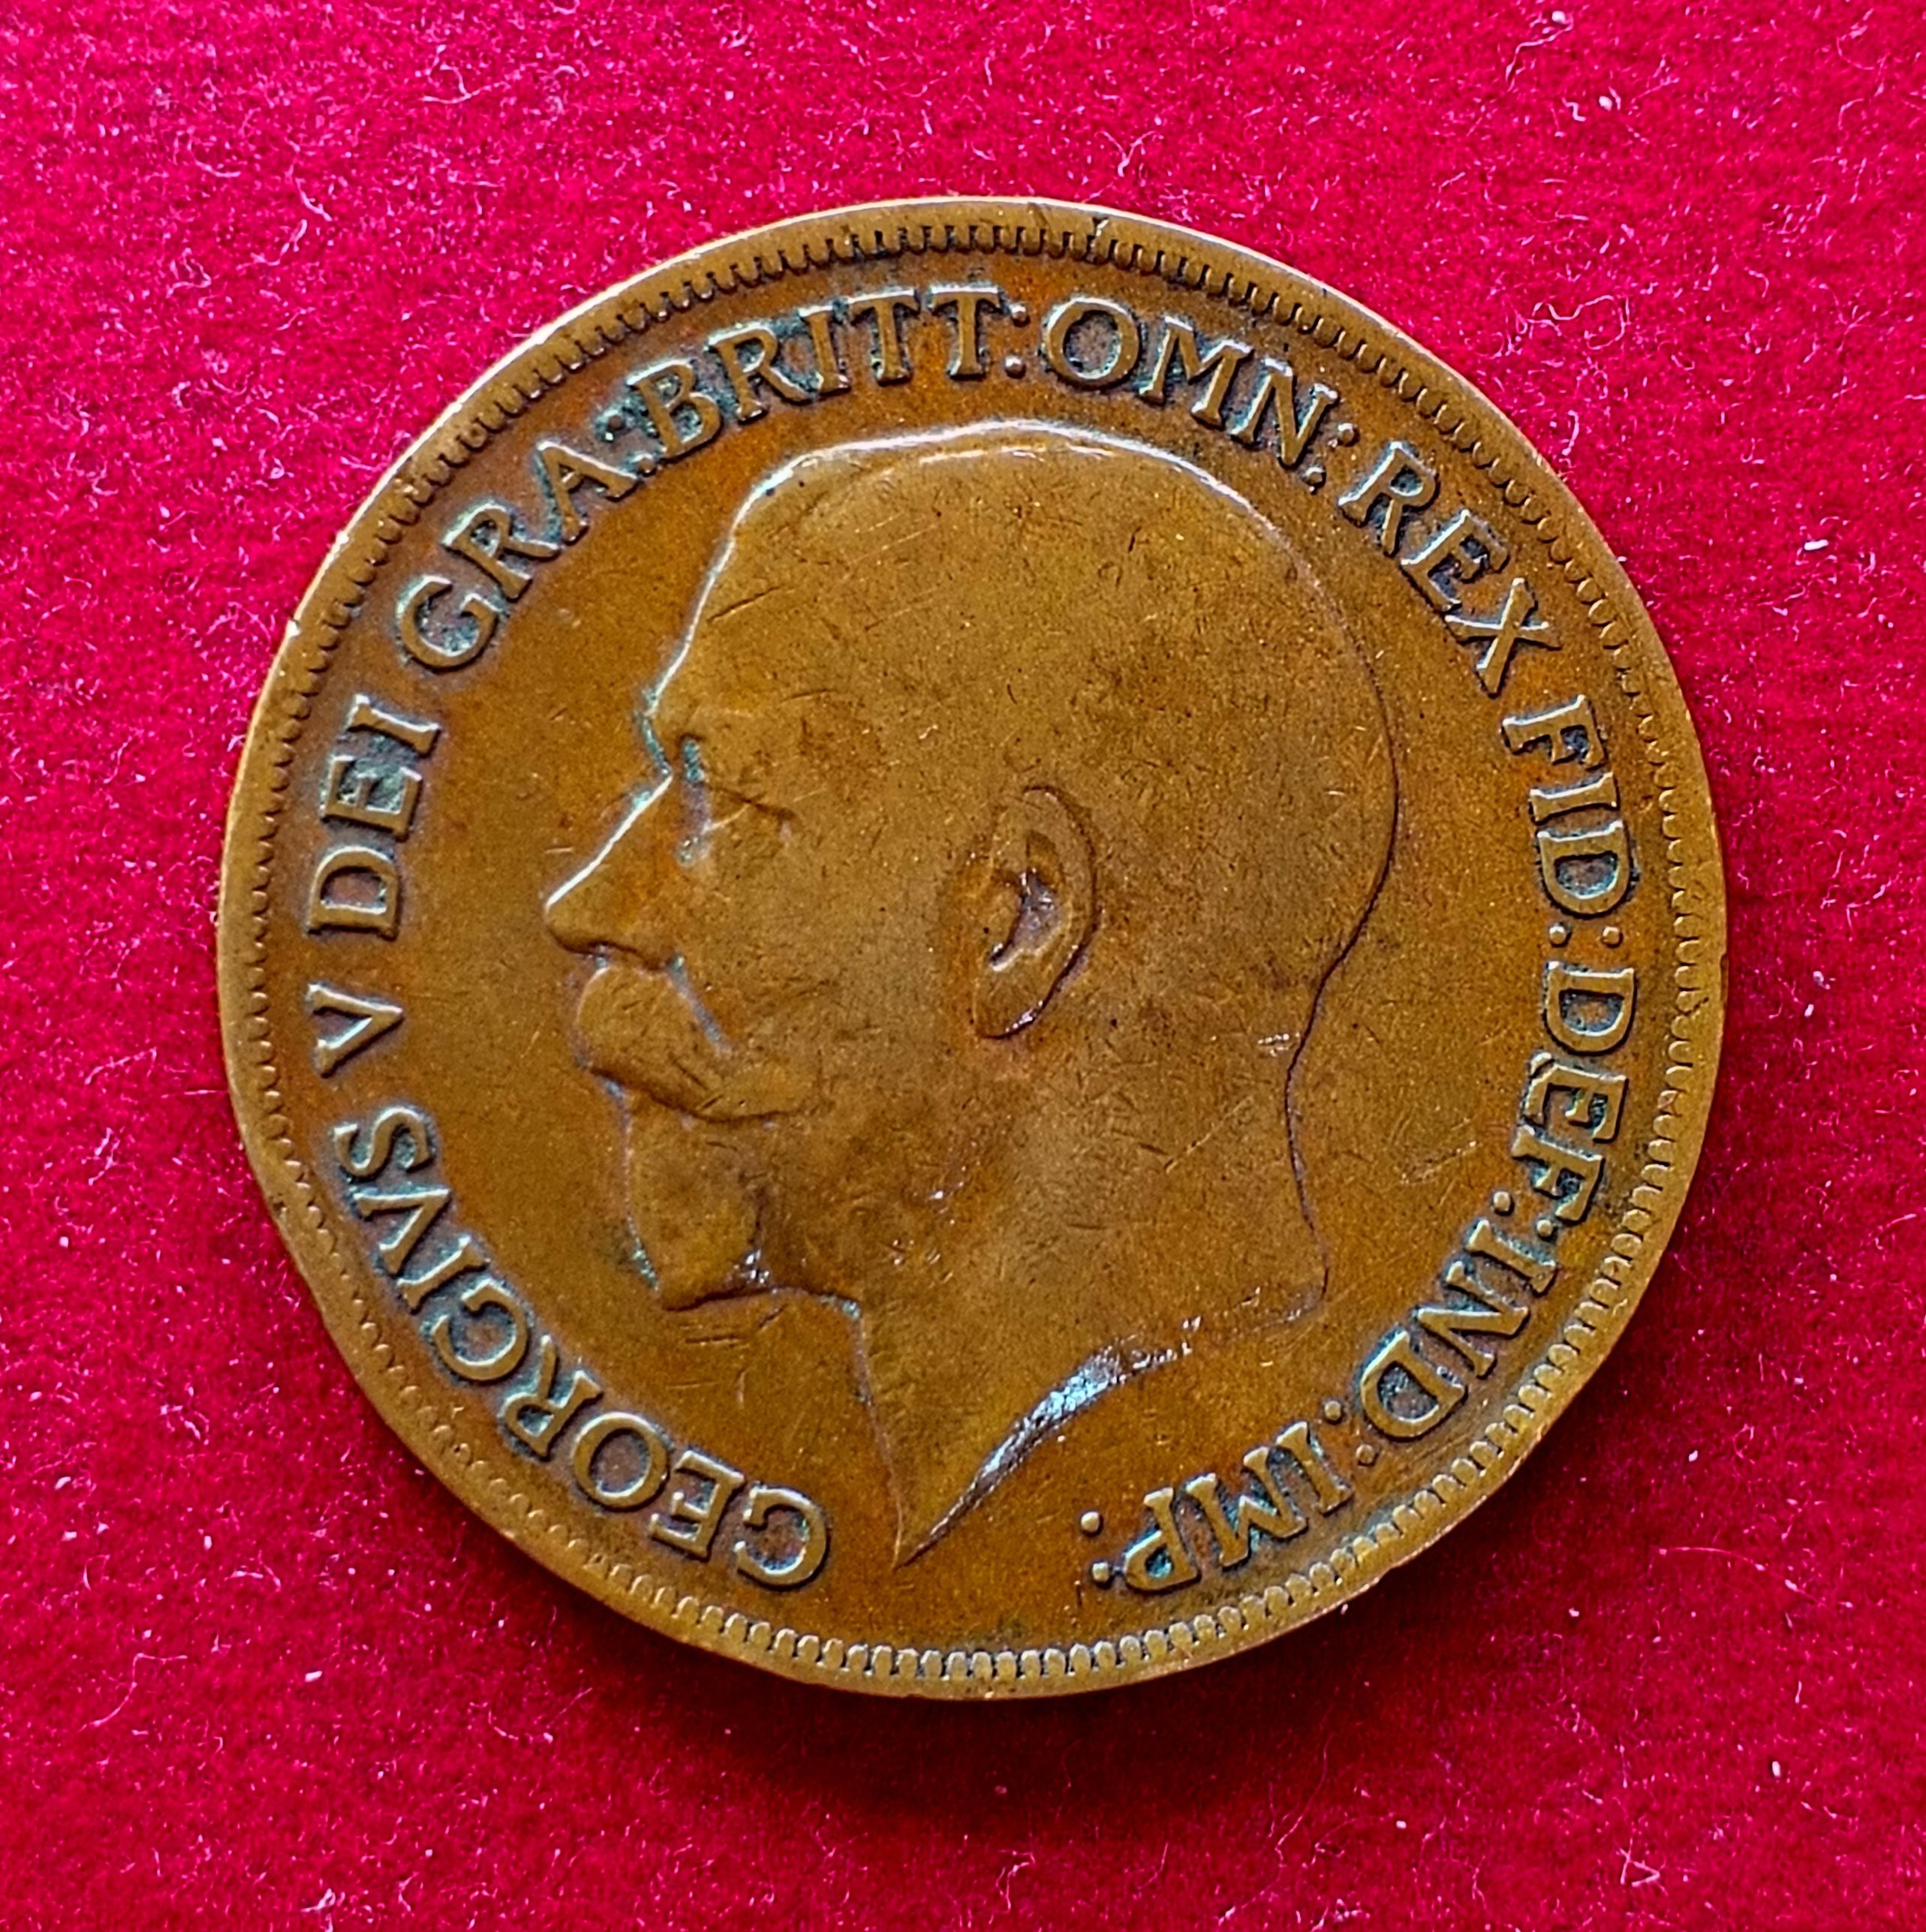 GEORGIVS V DEI GRA:BRITT:OMN:REX FID:DEF:IND:IMP: